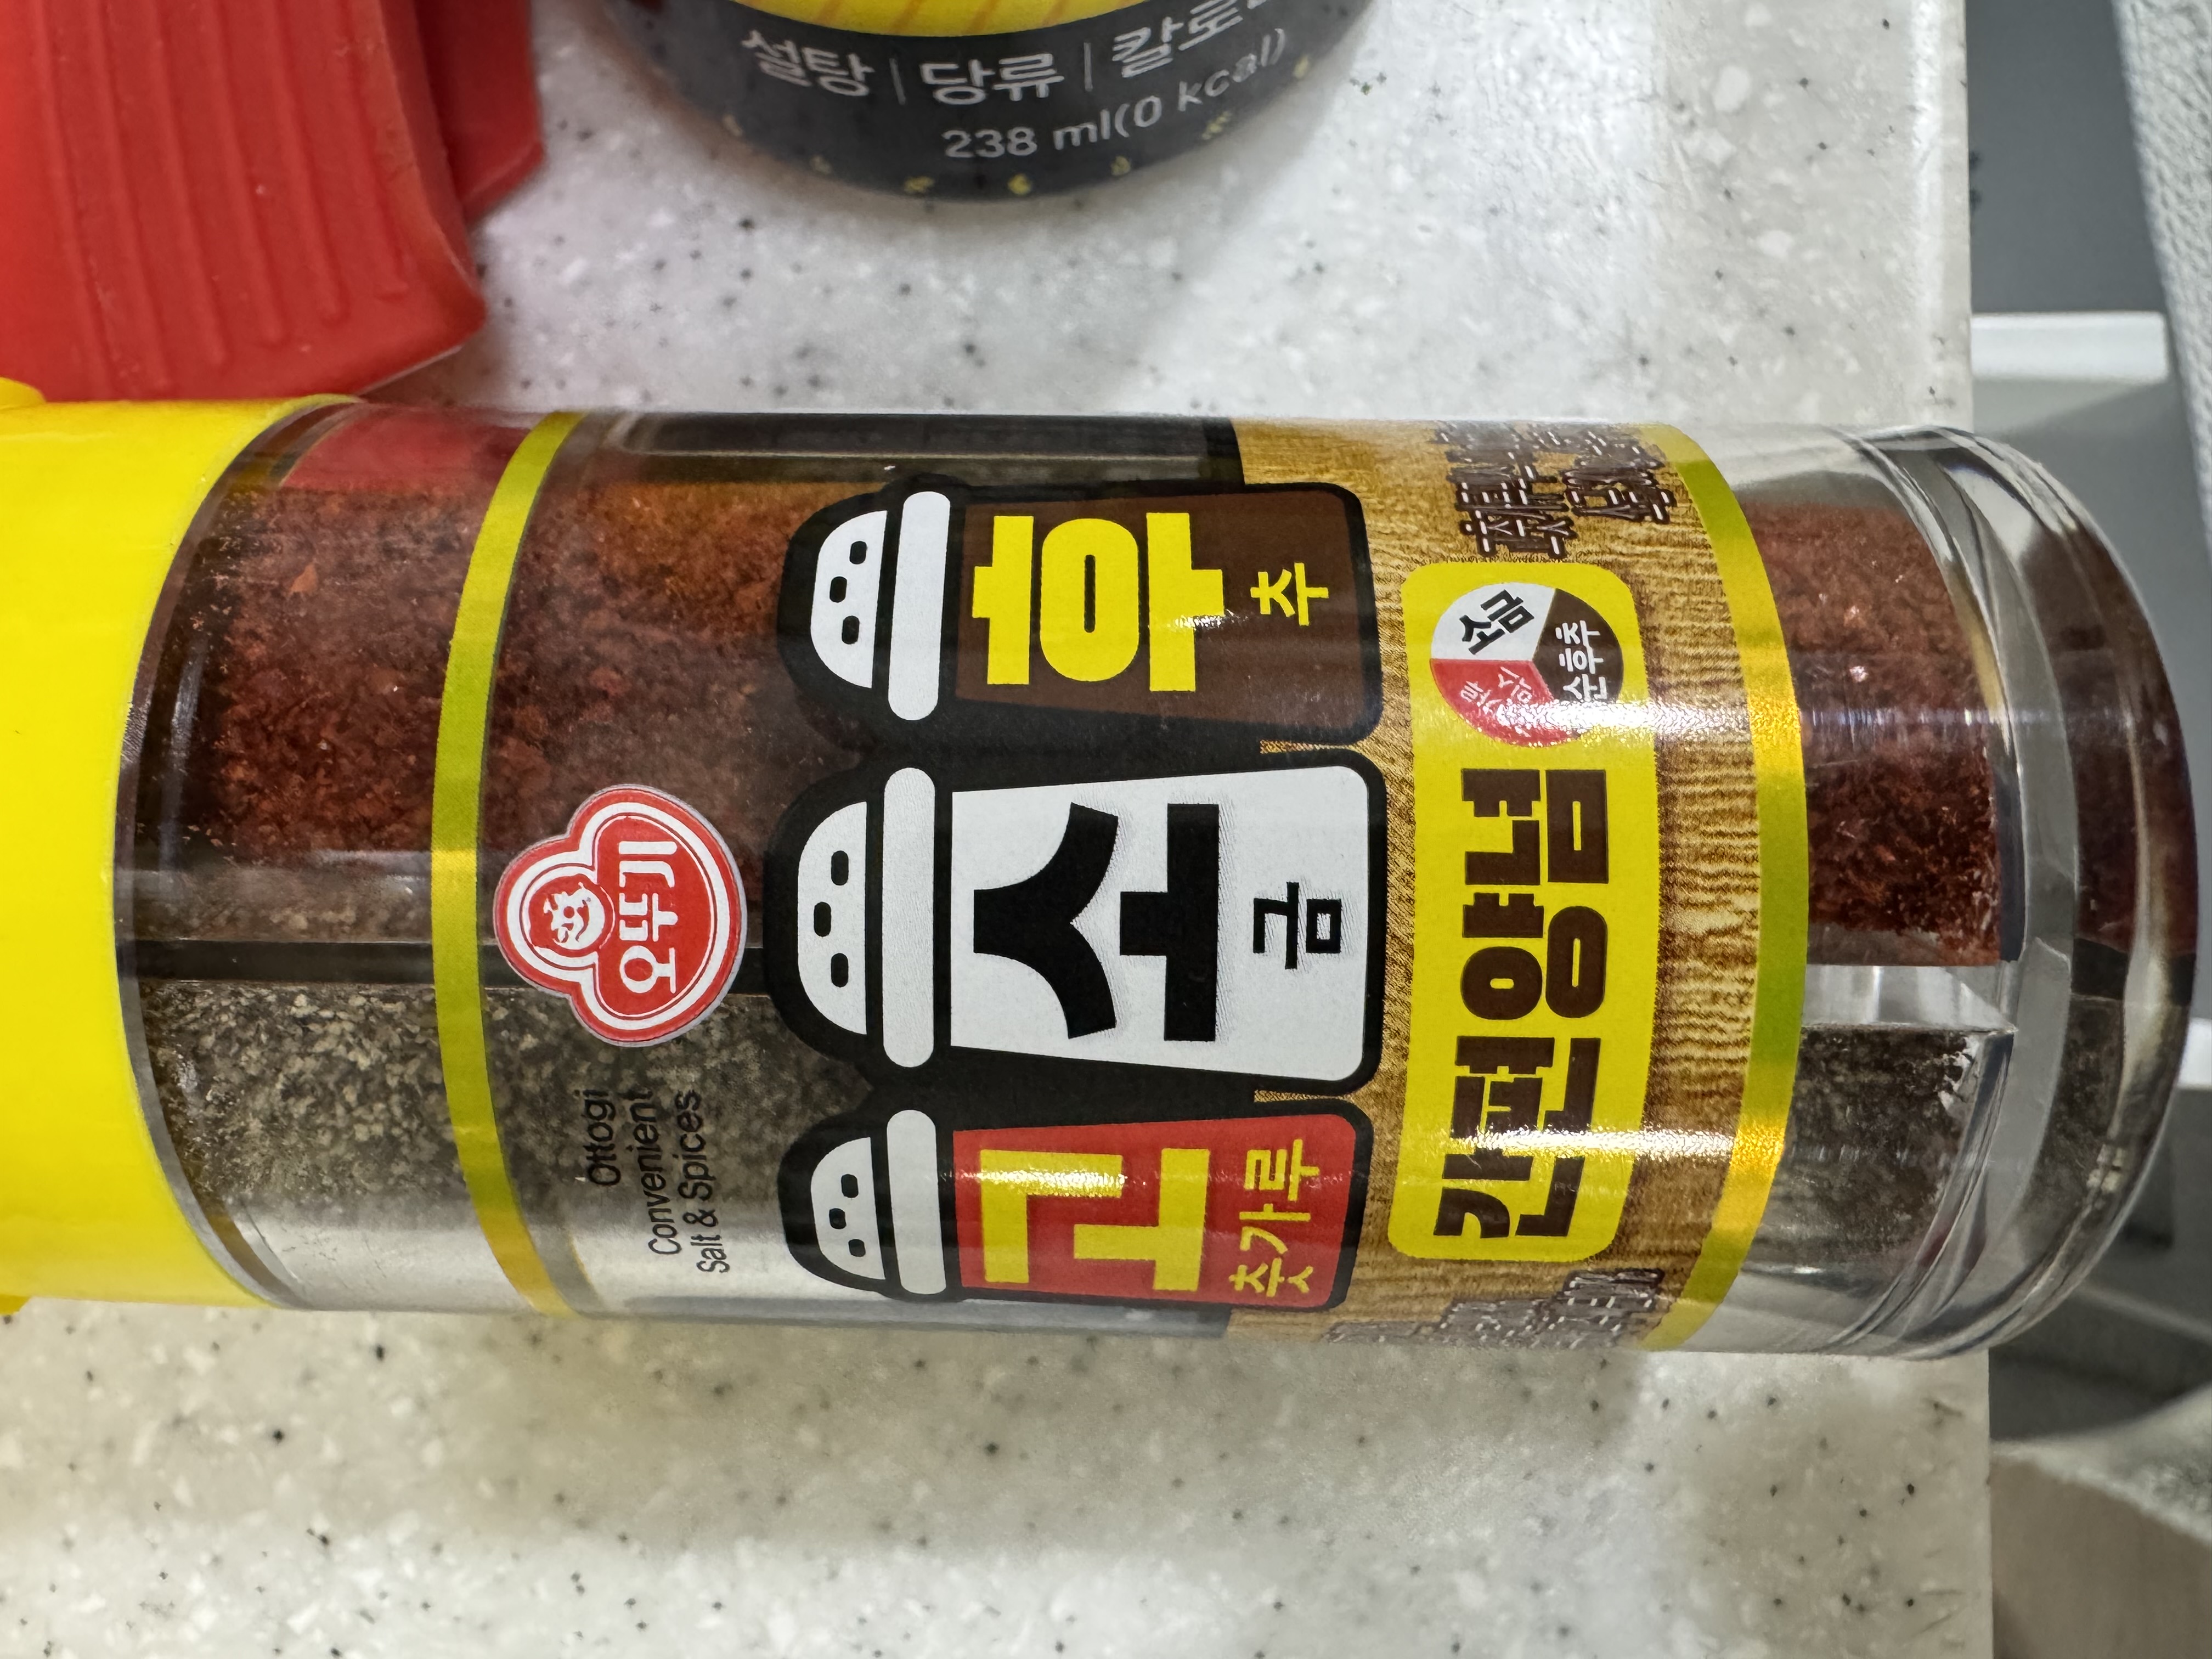 설탕 | 당류 | 칼로
238 ml(0 kcal)
오뚜기
Ottogi
Convenient
Salt & Spices
고춧가루
소금
후추
간편양념
소금
순후추